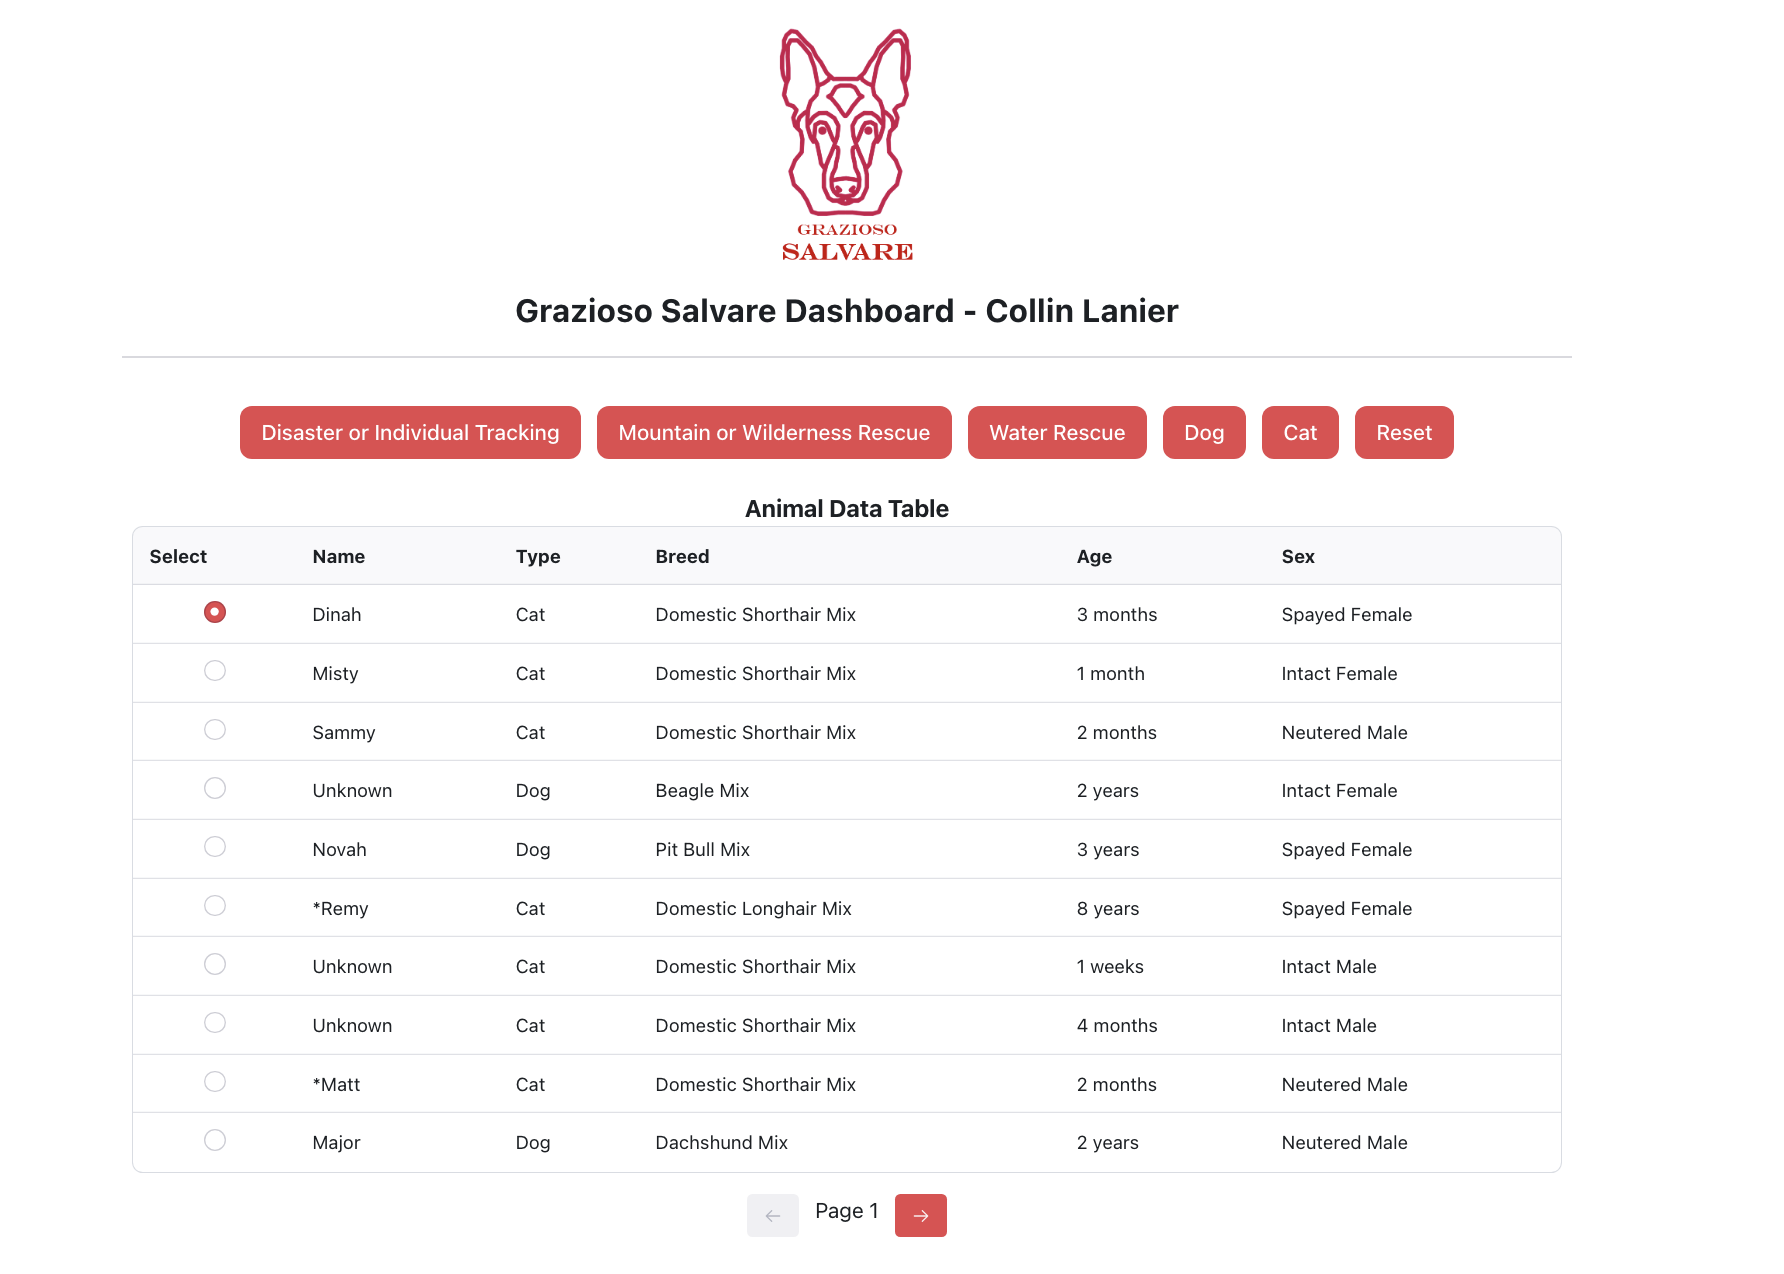 GRAZIOSO
SALVARE
Grazioso Salvare Dashboard - Collin Lanier
Disaster or Individual Tracking Mountain or Wilderness Rescue Water Rescue Dog Cat Reset
Animal Data Table
Select Name Type Breed Age Sex
Dinah Cat Domestic Shorthair Mix 3 months Spayed Female
Misty Cat Domestic Shorthair Mix 1 month Intact Female
Sammy Cat Domestic Shorthair Mix 2 months Neutered Male
Unknown Dog Beagle Mix 2 years Intact Female
Novah Dog Pit Bull Mix 3 years Spayed Female
*Remy Cat Domestic Longhair Mix 8 years Spayed Female
Unknown Cat Domestic Shorthair Mix 1 weeks Intact Male
Unknown Cat Domestic Shorthair Mix 4 months Intact Male
*Matt Cat Domestic Shorthair Mix 2 months Neutered Male
Major Dog Dachshund Mix 2 years Neutered Male
← Page 1 →